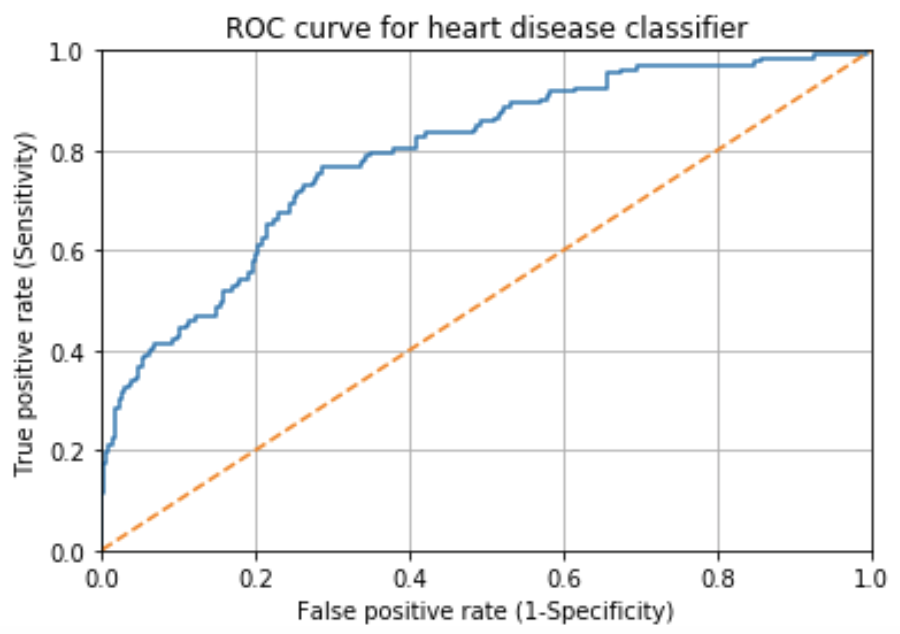 ROC curve for heart disease classifier
1.0
0.8
0.6
0.4
0.2
0.0
True positive rate (Sensitivity)
0.0 0.2 0.4 0.6 0.8 1.0
False positive rate (1-Specificity)